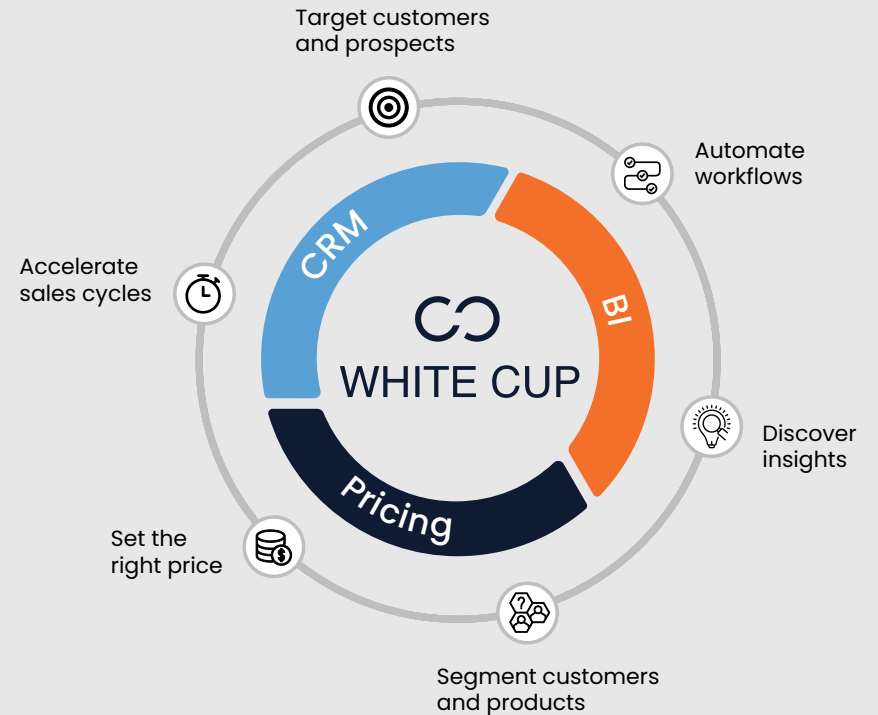 Target customers
and prospects
Automate
workflows
CRM
Accelerate
sales cycles
BI
WHITE CUP
Discover
insights
Pricing
Set the
right price
Segment customers
and products